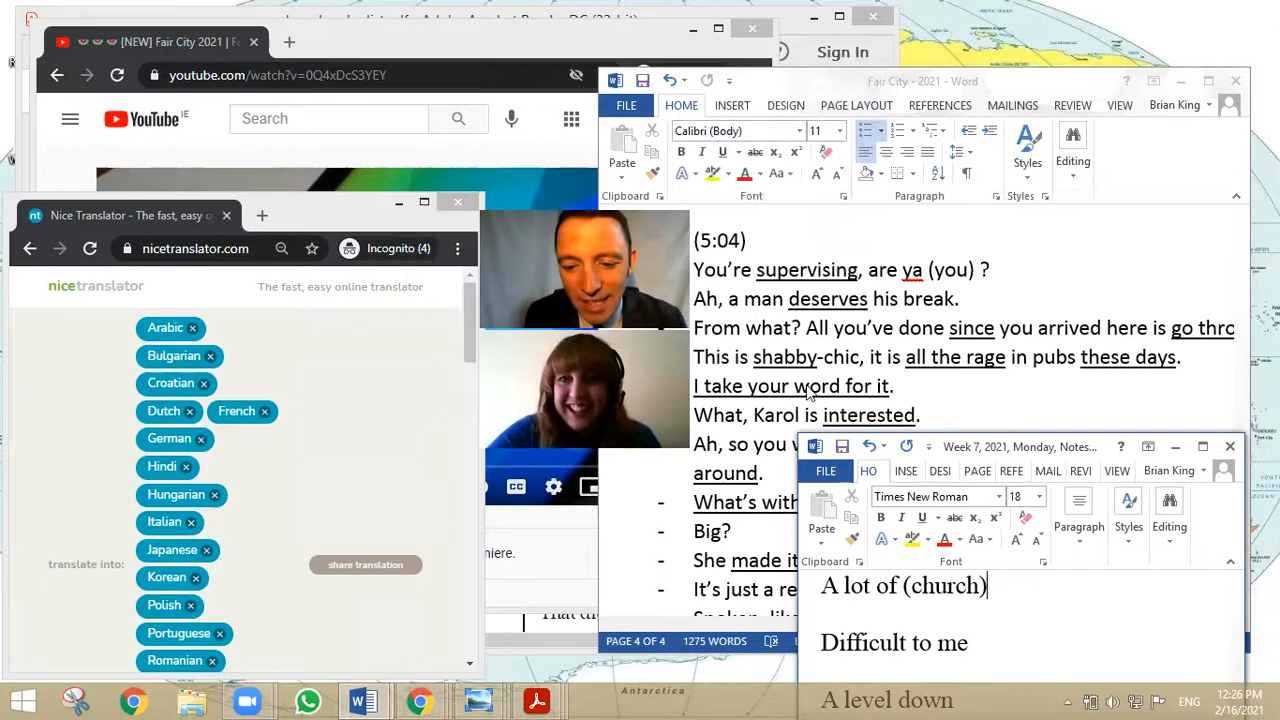 [NEW] Fair City 2021 | F
youtube.com/watch?v=0Q4xDcS3YEY
Sign In
YouTube IE
Search
Fair City - 2021 - Word
FILE HOME INSERT DESIGN PAGE LAYOUT REFERENCES MAILINGS REVIEW VIEW Brian King
Calibri (Body) 11
Paste
Styles
Editing
Clipboard Font Paragraph Styles
Nice Translator - The fast, easy o
nicetranslator.com
Incognito (4)
nicetranslator
The fast, easy online translator
Arabic
Bulgarian
Croatian
Dutch French
German
Hindi
Hungarian
Italian
Japanese
Korean
Polish
Portuguese
Romanian
translate into:
share translation
(5:04)
You’re supervising, are ya (you) ?
Ah, a man deserves his break.
From what? All you’ve done since you arrived here is go thro
This is shabby-chic, it is all the rage in pubs these days.
I take your word for it.
What, Karol is interested.
Ah, so you
around.
- What’s with
- Big?
- She made it
- It’s just a re
CC
miere.
PAGE 4 OF 4 1275 WORDS
Week 7, 2021, Monday, Notes...
FILE HO INSE DESI PAGE REFE MAIL REVI VIEW Brian King
Times New Roman 18
Paste
Paragraph
Styles
Editing
Clipboard Font
A lot of (church)
Difficult to me
A level down
Antarctica
ENG
12:26 PM
2/16/2021